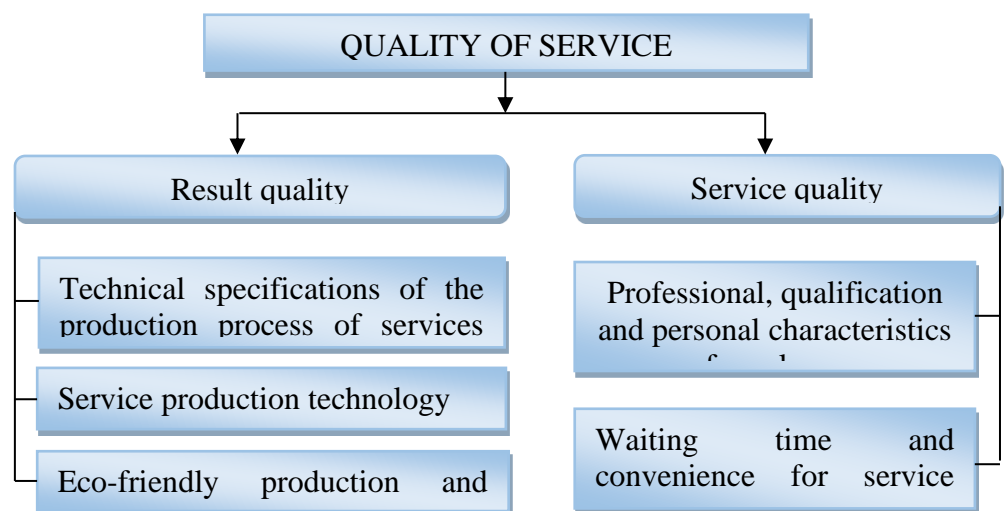 QUALITY OF SERVICE
Result quality
Technical specifications of the
production process of services
Service production technology
Eco-friendly production and
Service quality
Professional, qualification
and personal characteristics
Waiting time and
convenience for service